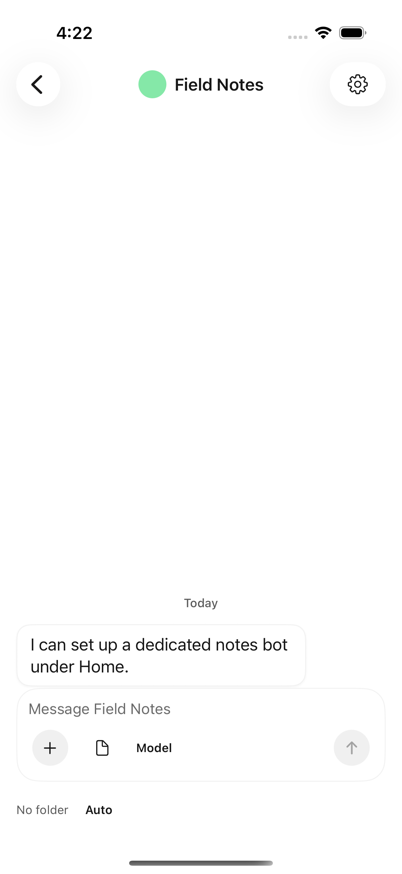 4:22
Field Notes
Today
I can set up a dedicated notes bot
under Home.
Message Field Notes
Model
No folder Auto